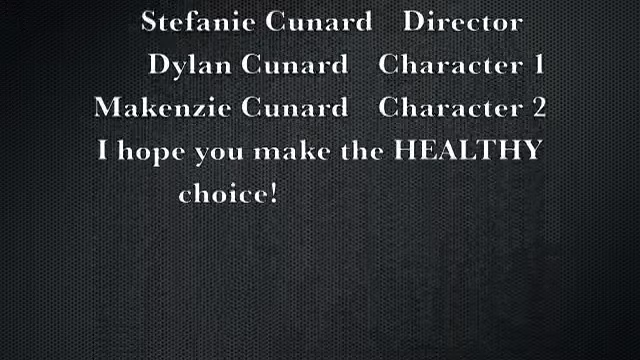 Stefanie Cunard Director
Dylan Cunard Character 1
Makenzie Cunard Character 2
I hope you make the HEALTHY
choice!